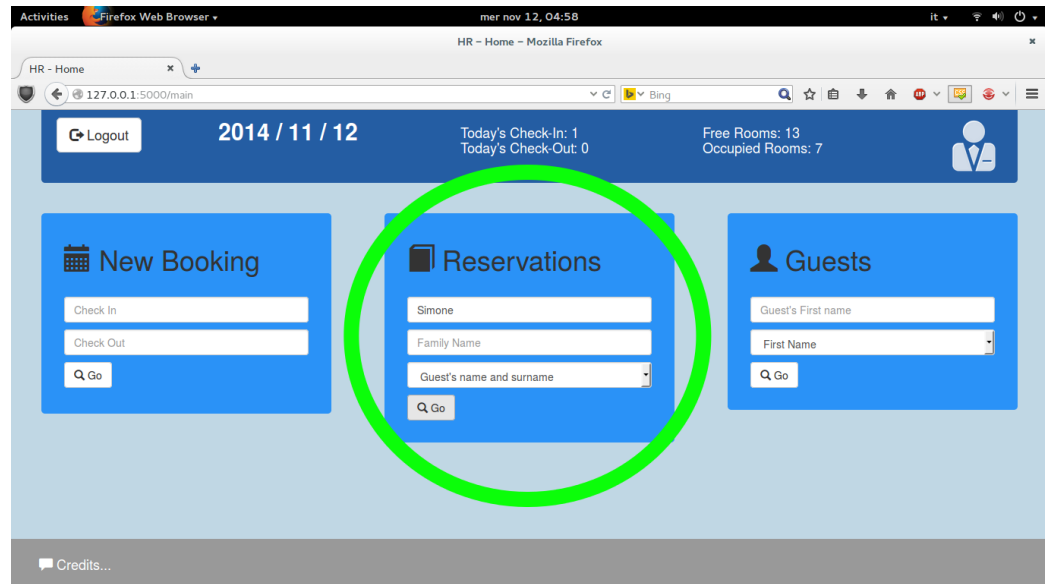 Activities Firefox Web Browser mer nov 12, 04:58 it
HR - Home - Mozilla Firefox
HR - Home
127.0.0.1:5000/main Bing
Logout
2014 / 11 / 12
Today's Check-In: 1
Today's Check-Out: 0
Free Rooms: 13
Occupied Rooms: 7
New Booking
Check In
Check Out
Go
Reservations
Simone
Family Name
Guest's name and surname
Go
Guests
Guest's First name
First Name
Go
Credits...